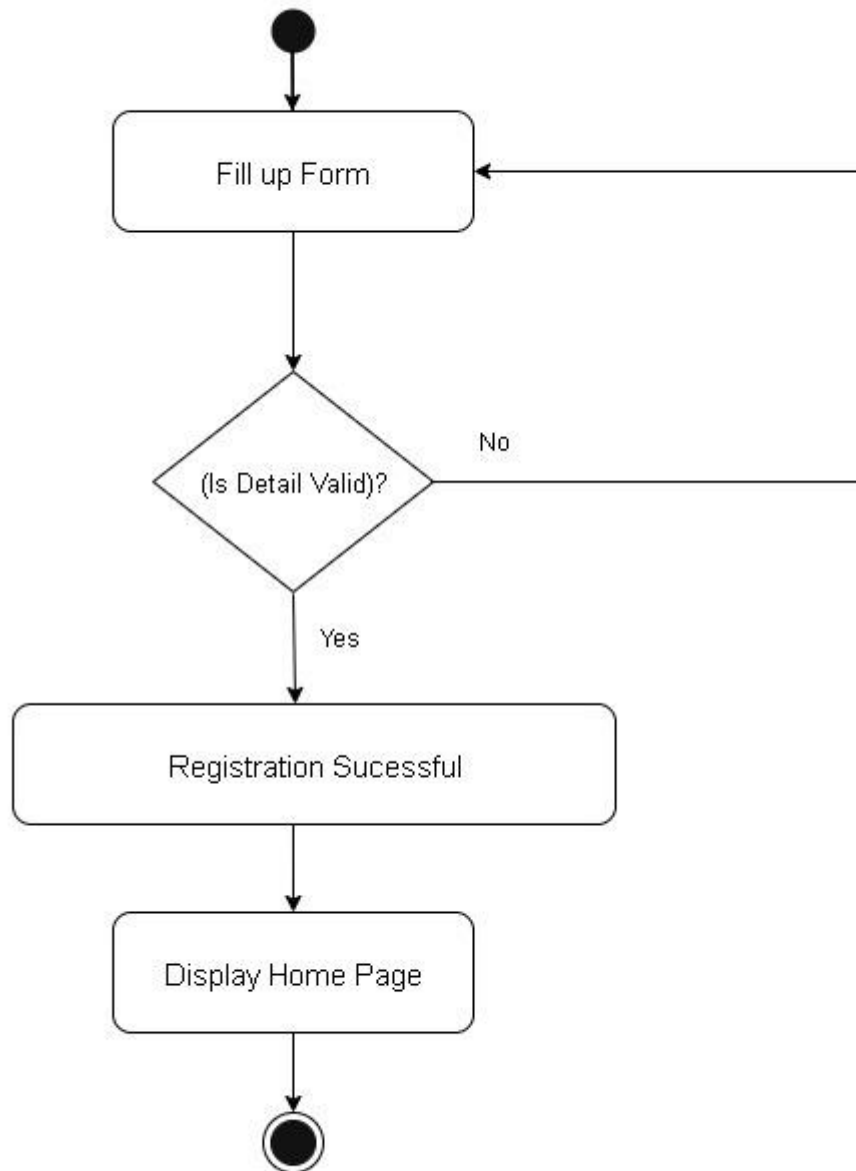 Fill up Form
No
(Is Detail Valid)?
Yes
Registration Sucessful
Display Home Page